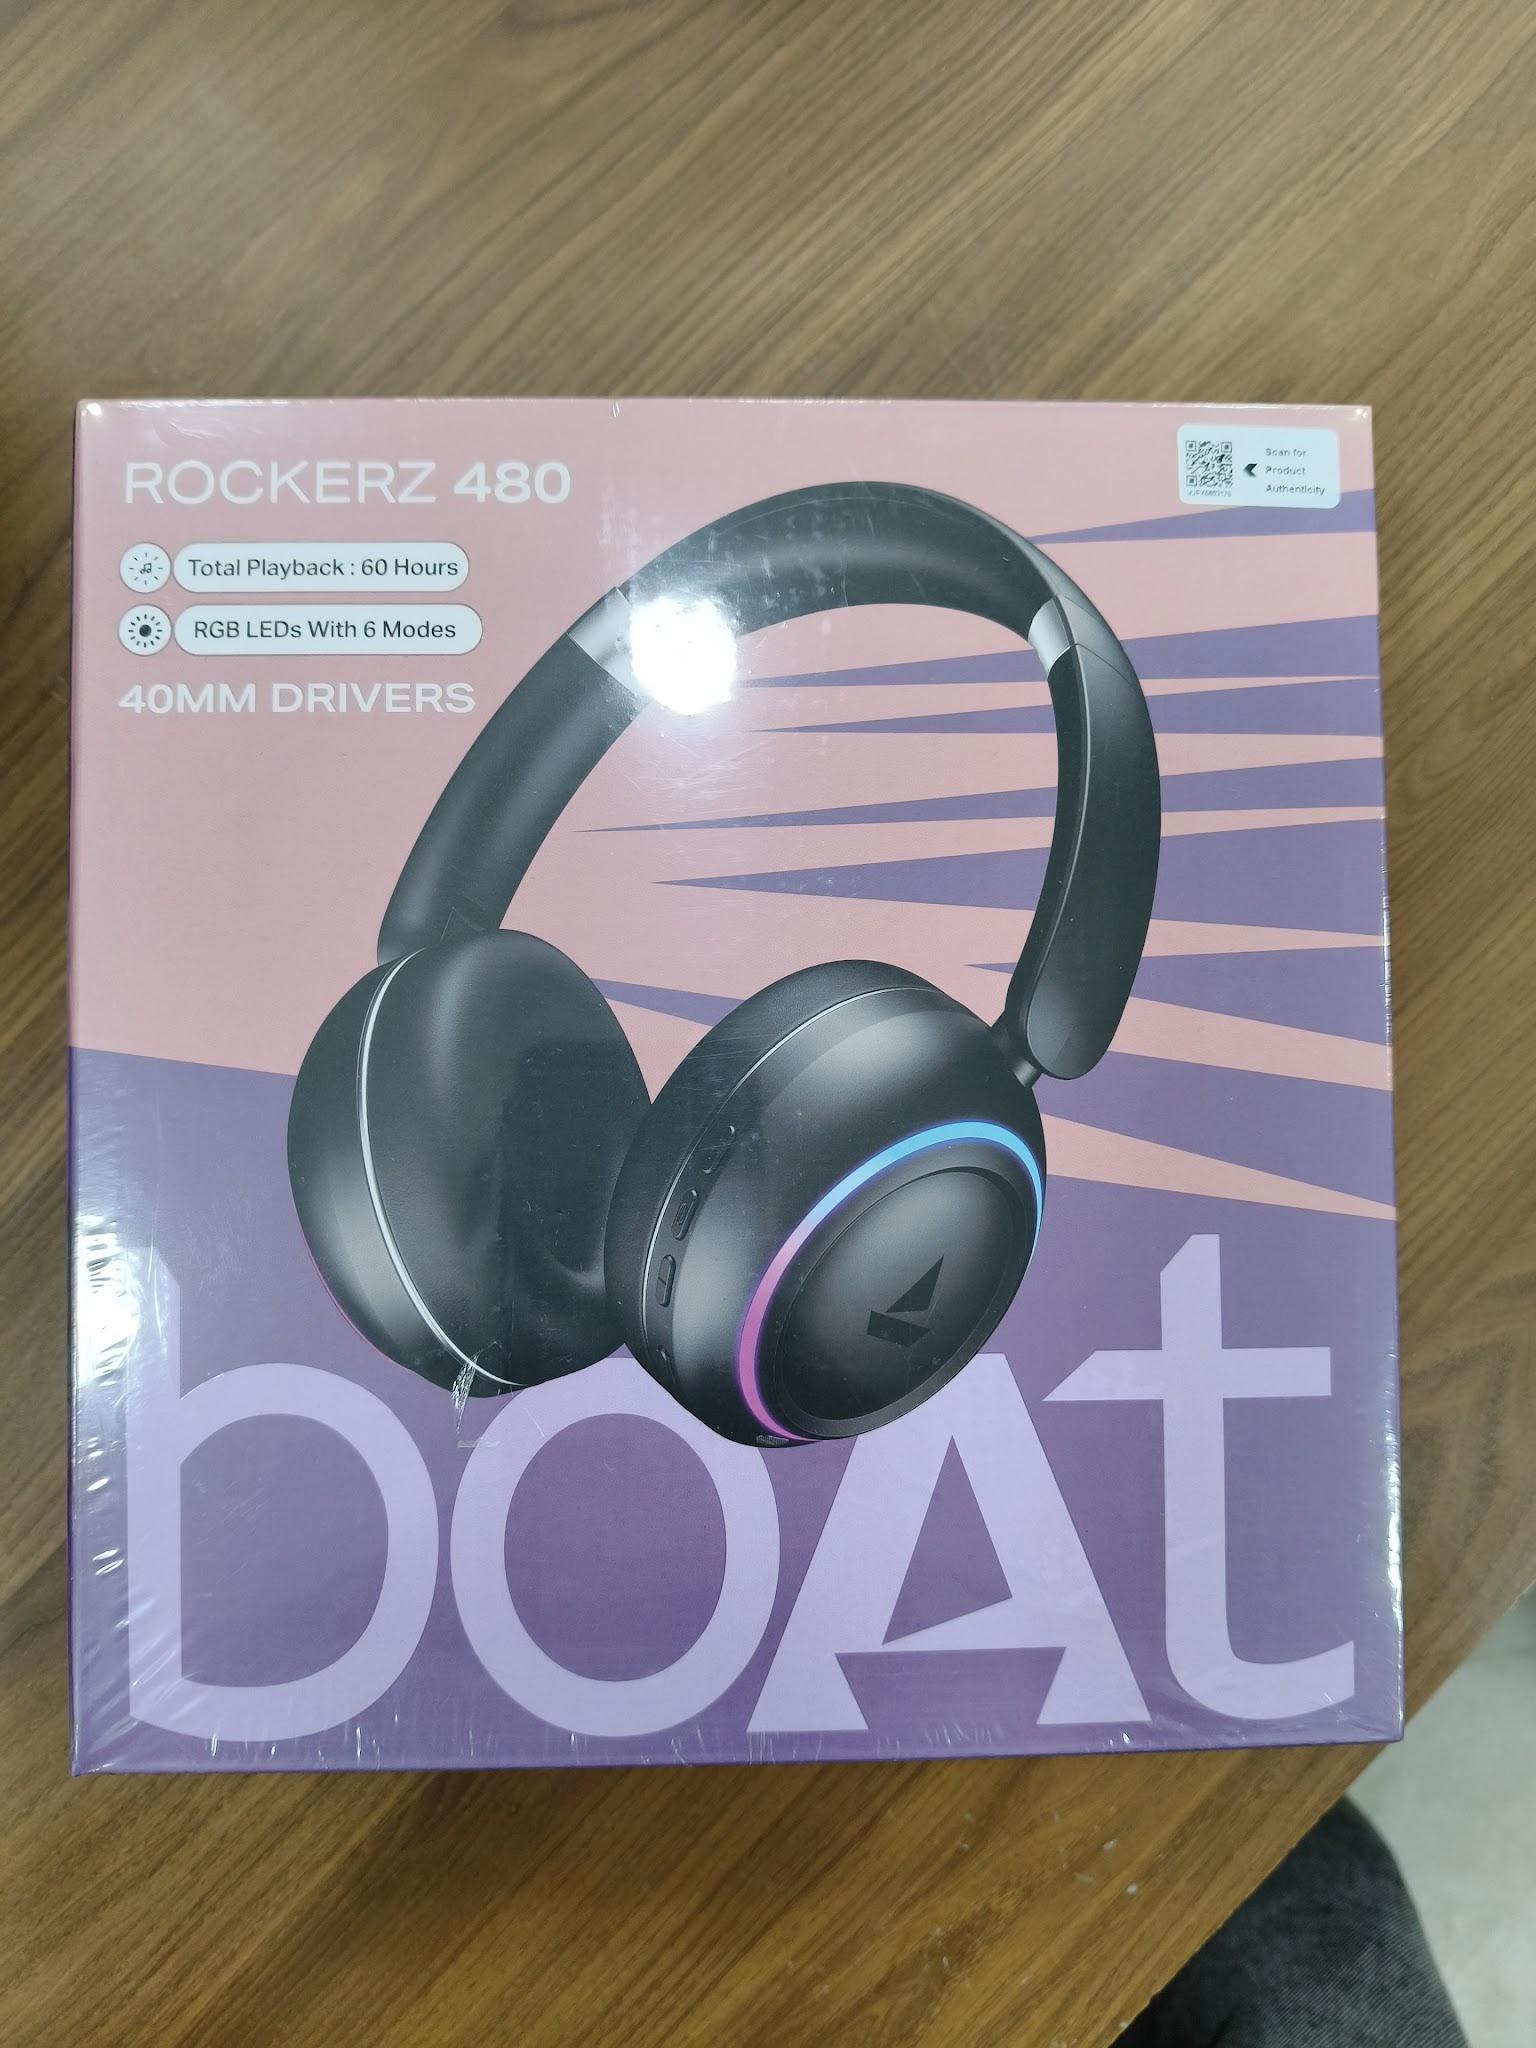 ROCKERZ 480
Total Playback : 60 Hours
RGB LEDs With 6 Modes
40MM DRIVERS
Scan for
Product
Authenticity
boAt